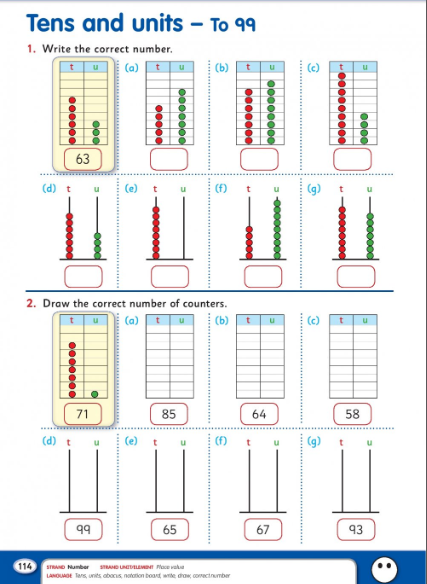 Tens and units – To 99
1. Write the correct number.
t u (a) t u (b) t u (c) t u
63
(d) t u (e) t u (f) t u (g) t u
2. Draw the correct number of counters.
t u (a) t u (b) t u (c) t u
71 85 64 58
(d) t u (e) t u (f) t u (g) t u
99 65 67 93
114 STRAND Number STRAND UNIT/ELEMENT Place value
LANGUAGE Tens, units, abacus, notation board, write, draw, correct number